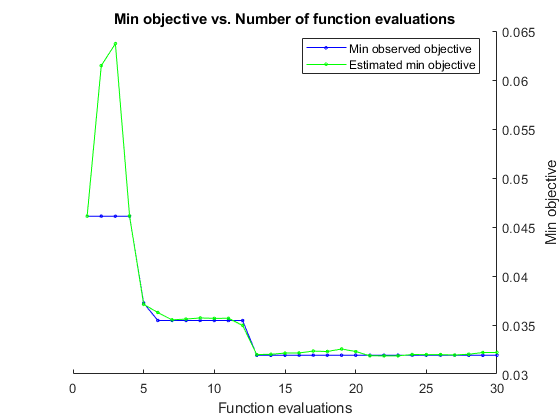 Min objective vs. Number of function evaluations
Min observed objective
Estimated min objective
0.065
0.06
0.055
0.05
0.045
0.04
0.035
0.03
Min objective
0 5 10 15 20 25 30
Function evaluations